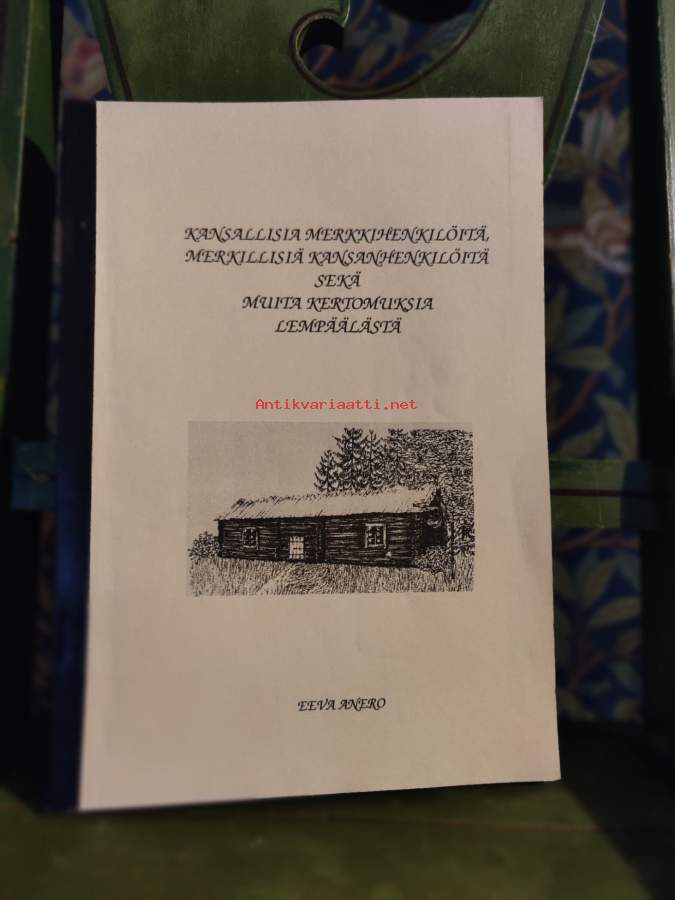 KANSALLISIA MERKKIHENKILÖITÄ,
MERKILLISIÄ KANSANHENKILÖITÄ
SEKÄ
MUITA KERTOMUKSIA
LEMPÄÄLÄSTÄ
Antikvariaatti.net
EEVA ANERO